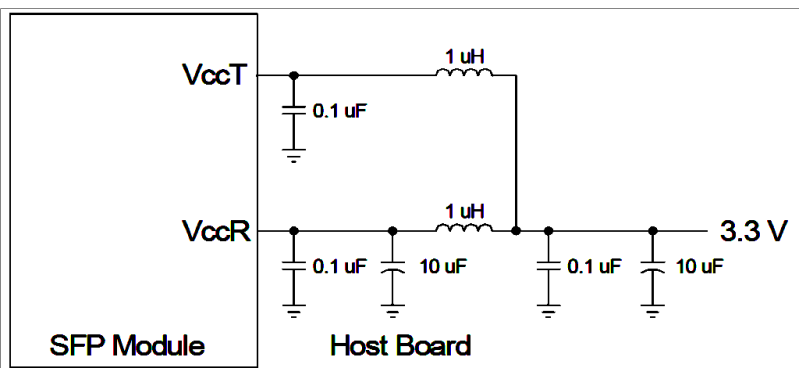 1 uH
VccT
0.1 uF
1 uH
VccR
3.3 V
0.1 uF
10 uF
0.1 uF
10 uF
SFP Module
Host Board